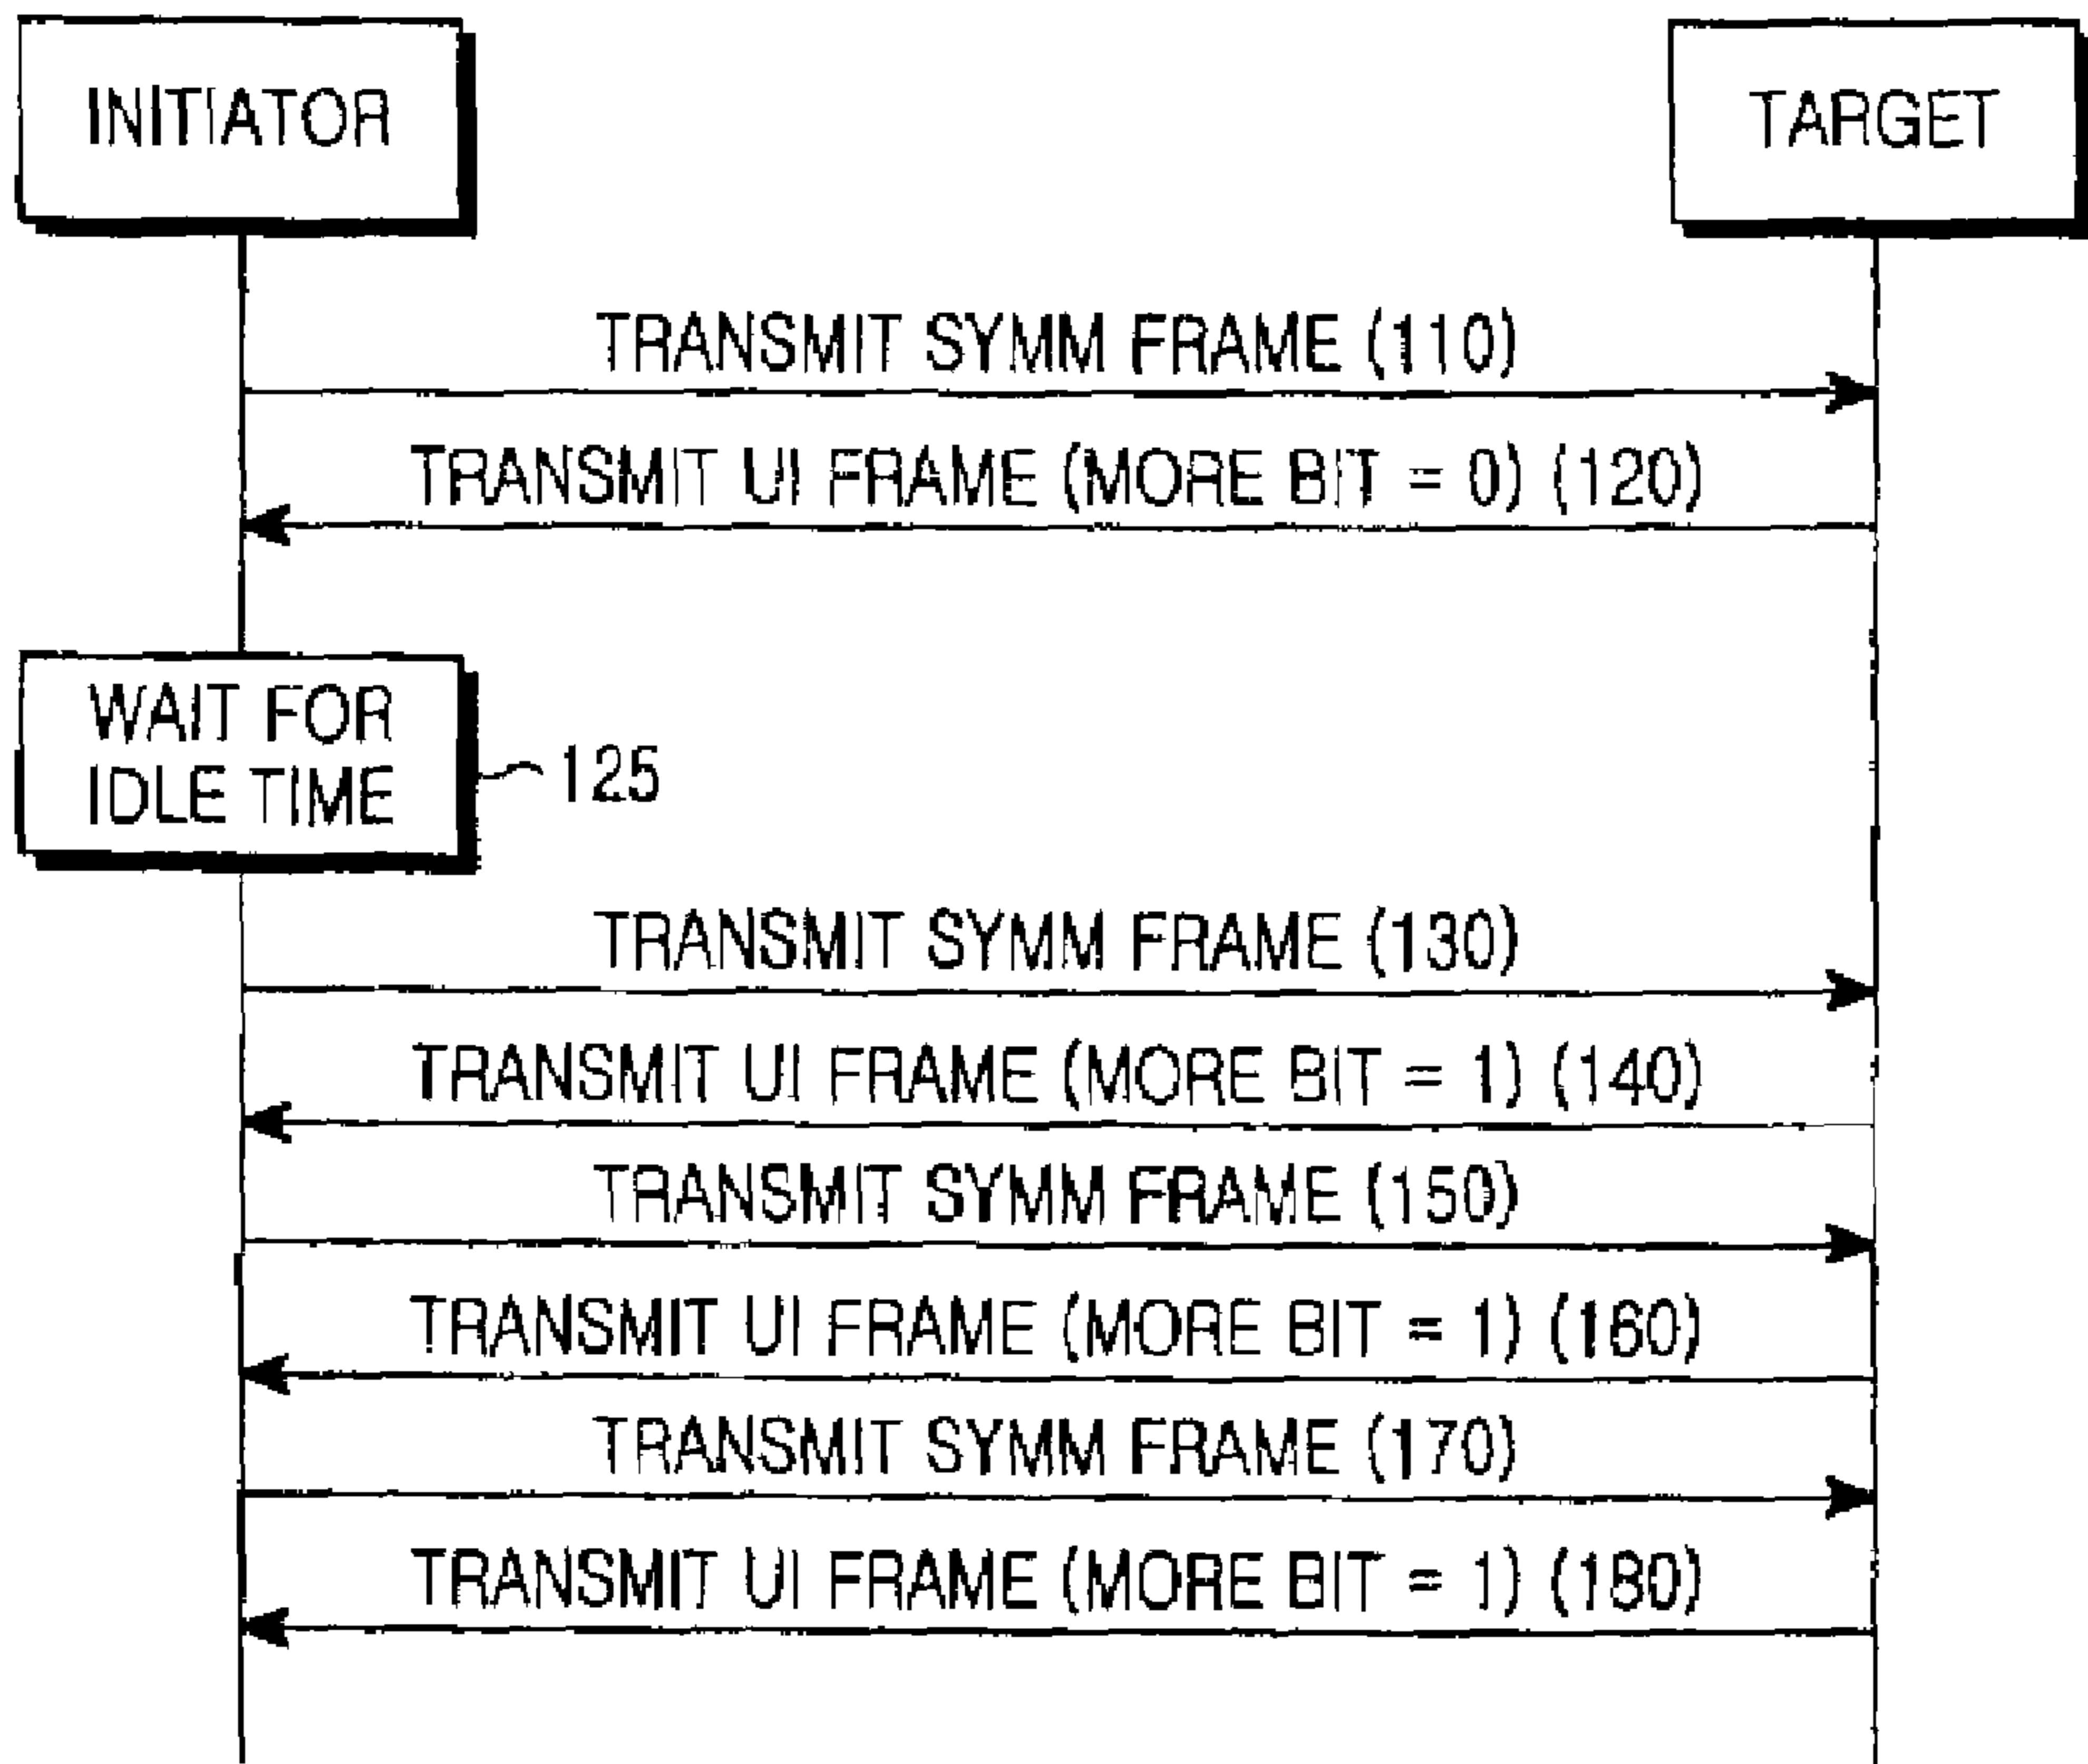 INITIATOR
TARGET
TRANSMIT SYMM FRAME (110)
TRANSMIT UI FRAME (MORE BIT = 0) (120)
WAIT FOR
IDLE TIME
125
TRANSMIT SYMM FRAME (130)
TRANSMIT UI FRAME (MORE BIT = 1) (140)
TRANSMIT SYMM FRAME (150)
TRANSMIT UI FRAME (MORE BIT = 1) (160)
TRANSMIT SYMM FRAME (170)
TRANSMIT UI FRAME (MORE BIT = 1) (180)